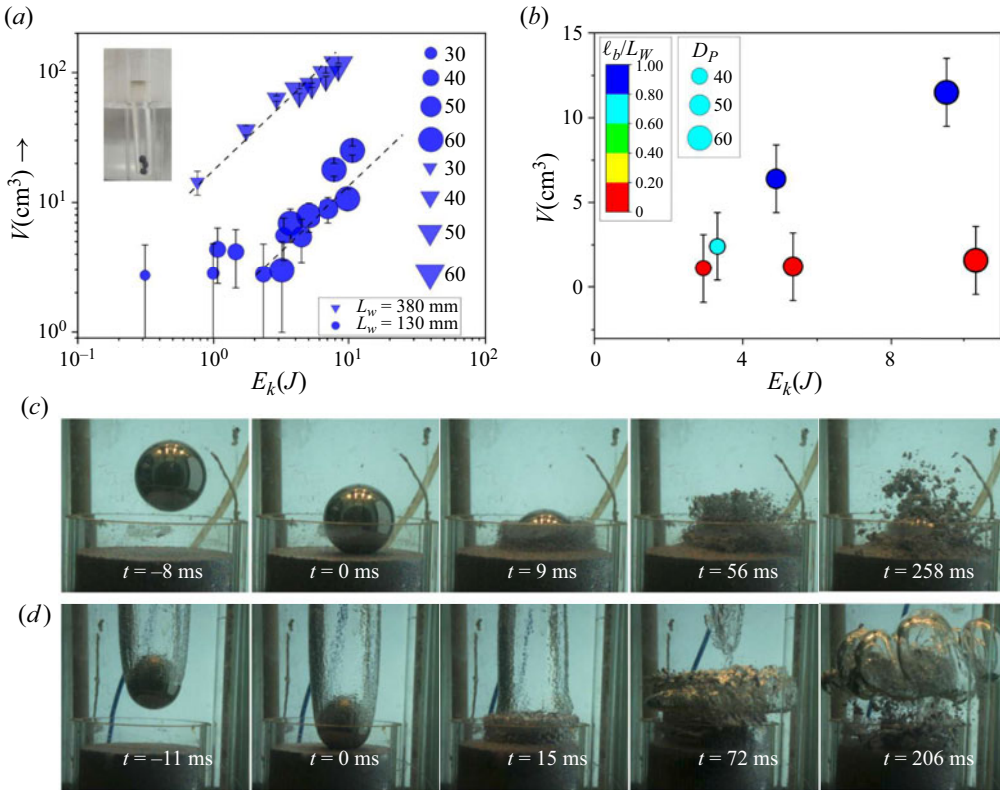 (a)
10²
10¹
10⁰
V(cm³) →
10⁻¹
10⁰
10¹
10²
E_k(J)
30
40
50
60
30
40
50
60
L_w = 380 mm
L_w = 130 mm
(b)
15
10
5
0
V(cm³)
0
4
8
E_k(J)
ℓ_b/L_W
1.00
0.80
0.60
0.40
0.20
0
D_P
40
50
60
(c)
t = –8 ms
t = 0 ms
t = 9 ms
t = 56 ms
t = 258 ms
(d)
t = –11 ms
t = 0 ms
t = 15 ms
t = 72 ms
t = 206 ms